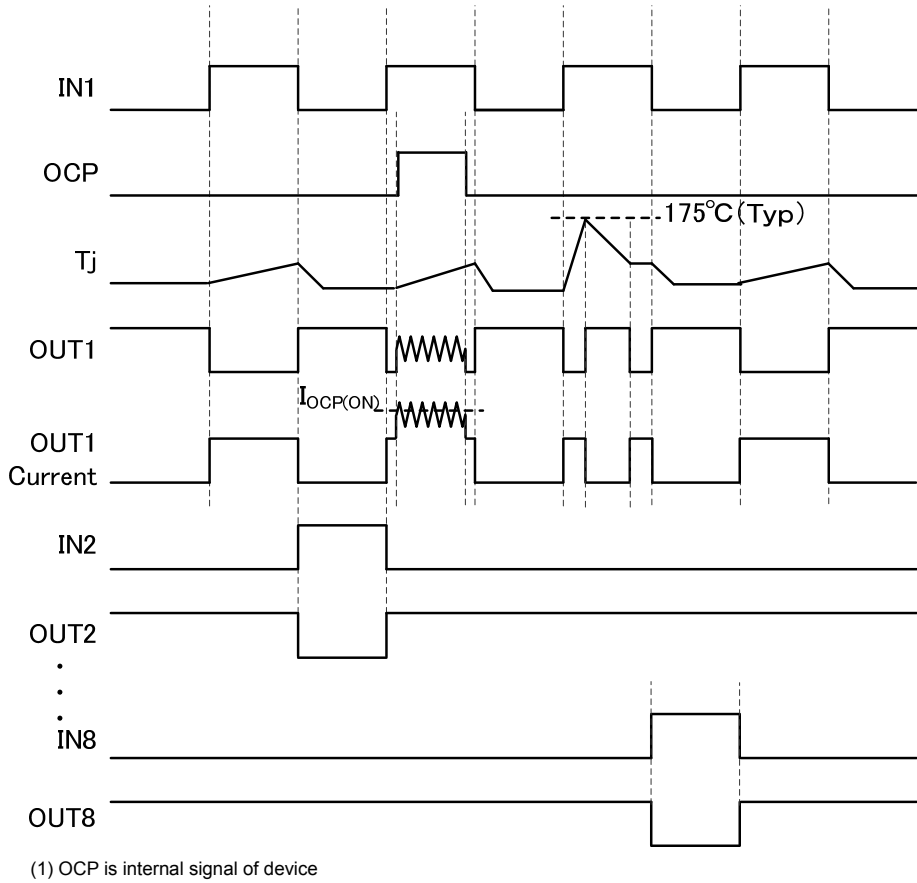 IN1
OCP
175°C(Typ)
Tj
OUT1
IOCP(ON)
OUT1
Current
IN2
OUT2
IN8
OUT8
(1) OCP is internal signal of device